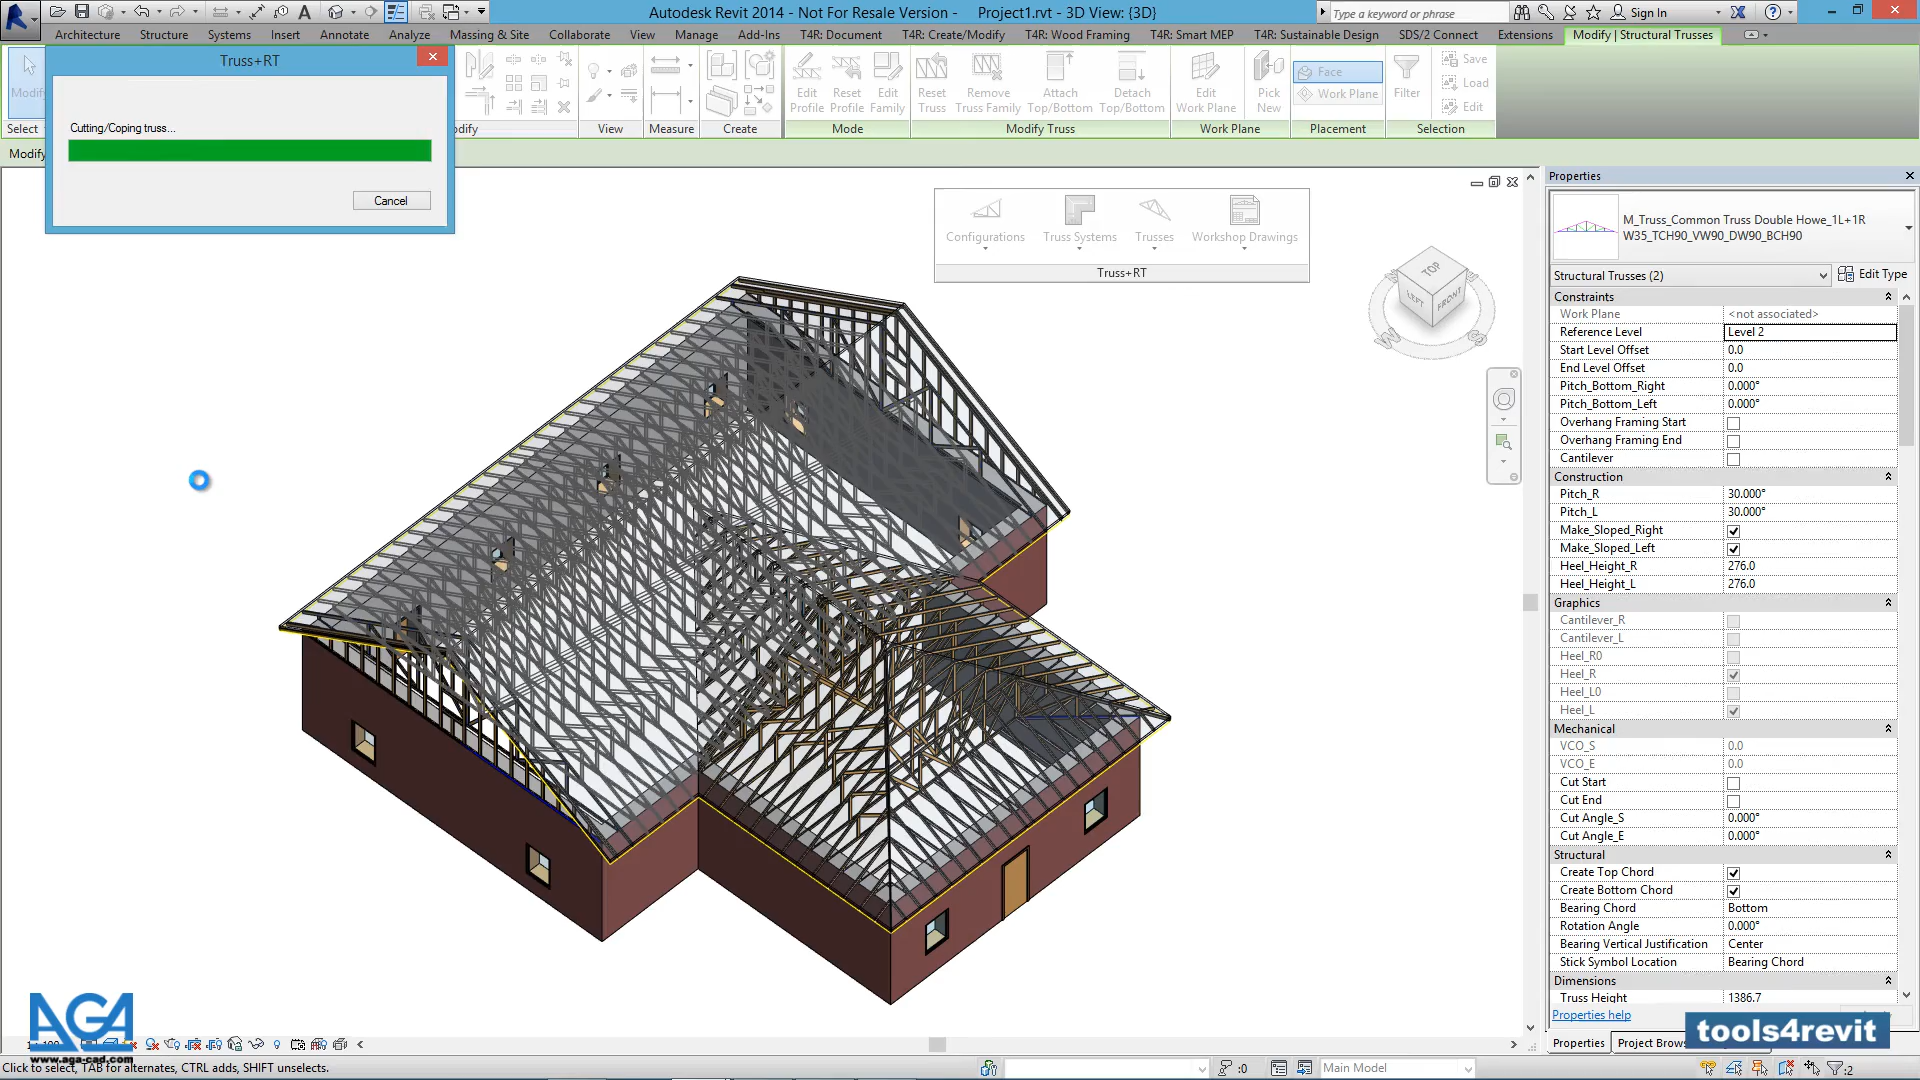 Autodesk Revit 2014 - Not For Resale Version -    Project1.rvt - 3D View: {3D}
Type a keyword or phrase
Sign In
Architecture Structure Systems Insert Annotate Analyze Massing & Site Collaborate View Manage Add-Ins T4R: Document T4R: Create/Modify T4R: Wood Framing T4R: Smart MEP T4R: Sustainable Design SDS/2 Connect Extensions Modify | Structural Trusses
Truss+RT
Cutting/Coping truss...
Cancel
Modify
Select
Edit Profile
Reset Profile
Edit Family
Reset Truss
Remove Truss Family
Attach Top/Bottom
Detach Top/Bottom
Edit Work Plane
Pick New
Face
Work Plane
Filter
Save
Load
Edit
odify View Measure Create Mode Modify Truss Work Plane Placement Selection
Modify
Configurations Truss Systems Trusses Workshop Drawings
Truss+RT
TOP
LEFT
FRONT
W
S
Properties
M_Truss_Common Truss Double Howe_1L+1R
W35_TCH90_VW90_DW90_BCH90
Structural Trusses (2) Edit Type
Constraints
Work Plane <not associated>
Reference Level Level 2
Start Level Offset 0.0
End Level Offset 0.0
Pitch_Bottom_Right 0.000°
Pitch_Bottom_Left 0.000°
Overhang Framing Start
Overhang Framing End
Cantilever
Construction
Pitch_R 30.000°
Pitch_L 30.000°
Make_Sloped_Right
Make_Sloped_Left
Heel_Height_R 276.0
Heel_Height_L 276.0
Graphics
Cantilever_R
Cantilever_L
Heel_R0
Heel_R
Heel_L0
Heel_L
Mechanical
VCO_S 0.0
VCO_E 0.0
Cut Start
Cut End
Cut Angle_S 0.000°
Cut Angle_E 0.000°
Structural
Create Top Chord
Create Bottom Chord
Bearing Chord Bottom
Rotation Angle 0.000°
Bearing Vertical Justification Center
Stick Symbol Location Bearing Chord
Dimensions
Truss Height 1386.7
Properties help
tools4revit
Properties Project Brows
AGA
www.aga-cad.com
Click to select, TAB for alternates, CTRL adds, SHIFT unselects.
:0
Main Model
:2